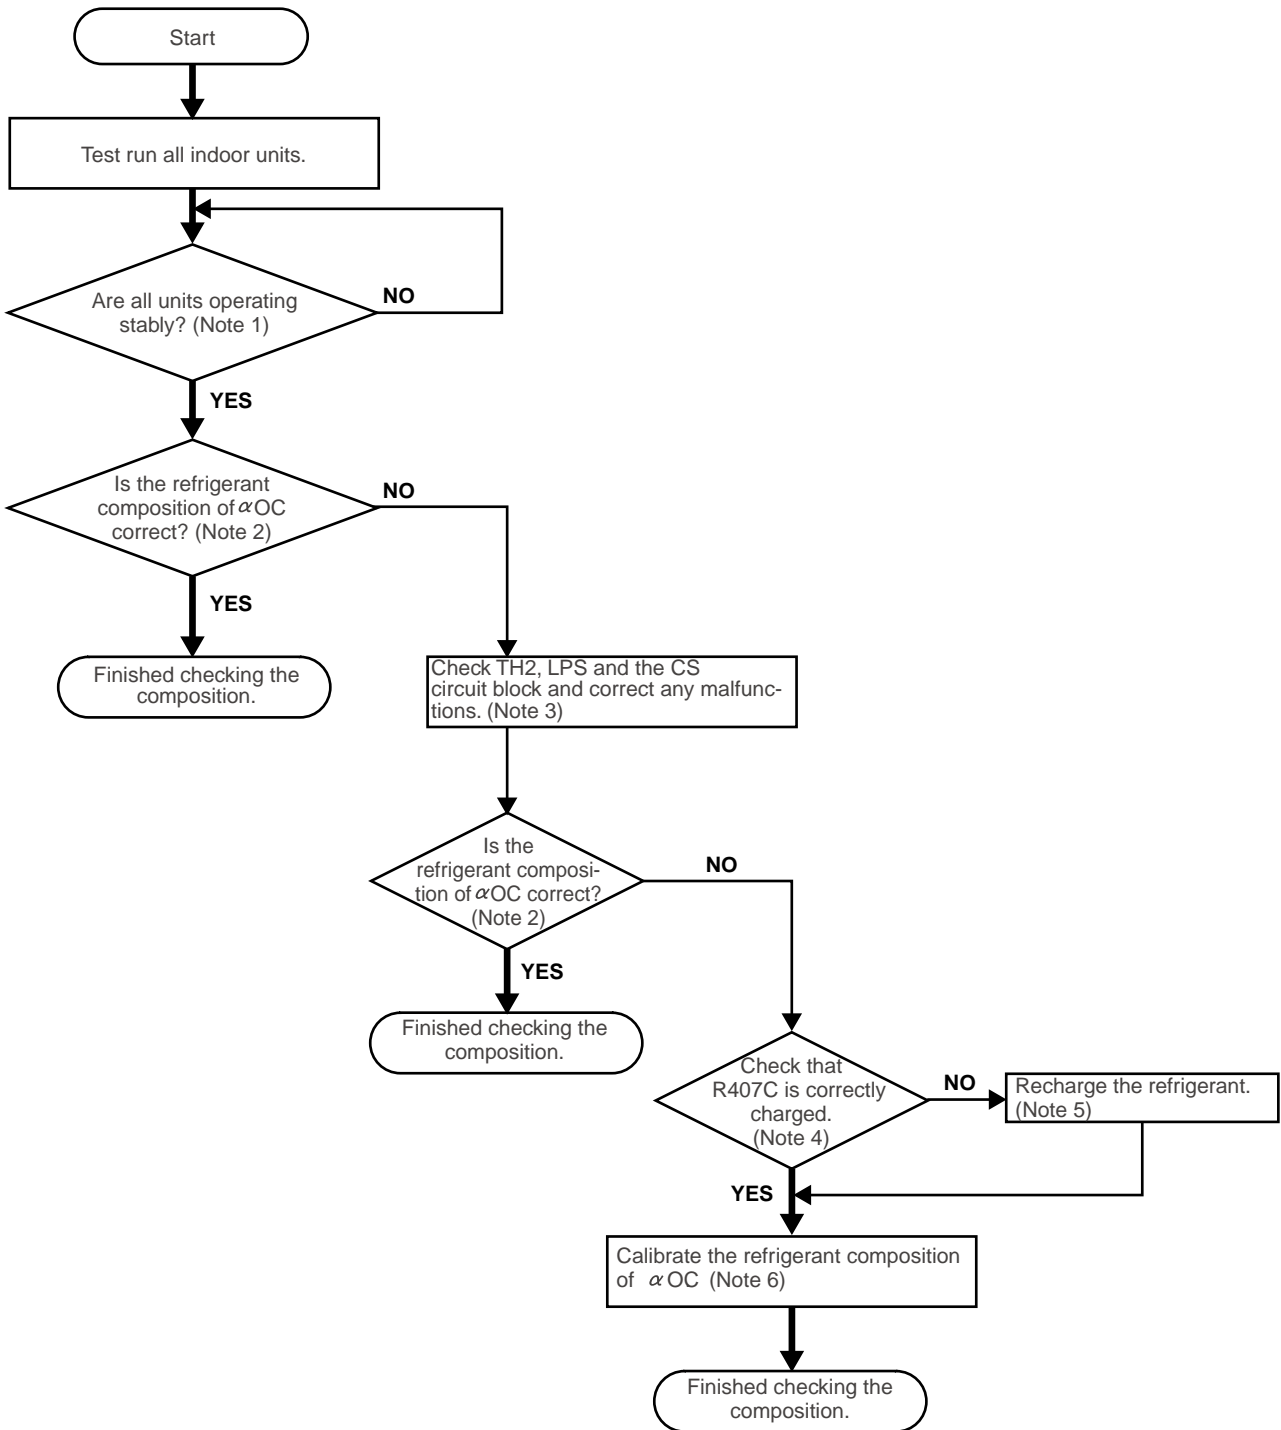 Start
Test run all indoor units.
Are all units operating
stably? (Note 1)
NO
YES
Is the refrigerant
composition of αOC
correct? (Note 2)
NO
YES
Finished checking the
composition.
Check TH2, LPS and the CS
circuit block and correct any malfunc-
tions. (Note 3)
Is the
refrigerant composi-
tion of αOC correct?
(Note 2)
NO
YES
Finished checking the
composition.
Check that
R407C is correctly
charged.
(Note 4)
NO
Recharge the refrigerant.
(Note 5)
YES
Calibrate the refrigerant composition
of αOC (Note 6)
Finished checking the
composition.